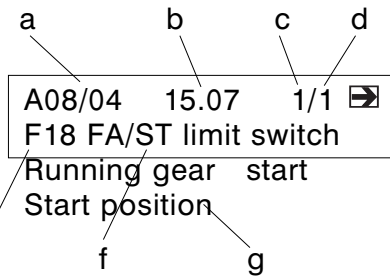 a b c d
A08/04 15.07 1/1 ➔
F18 FA/ST limit switch
Running gear start
Start position
f g